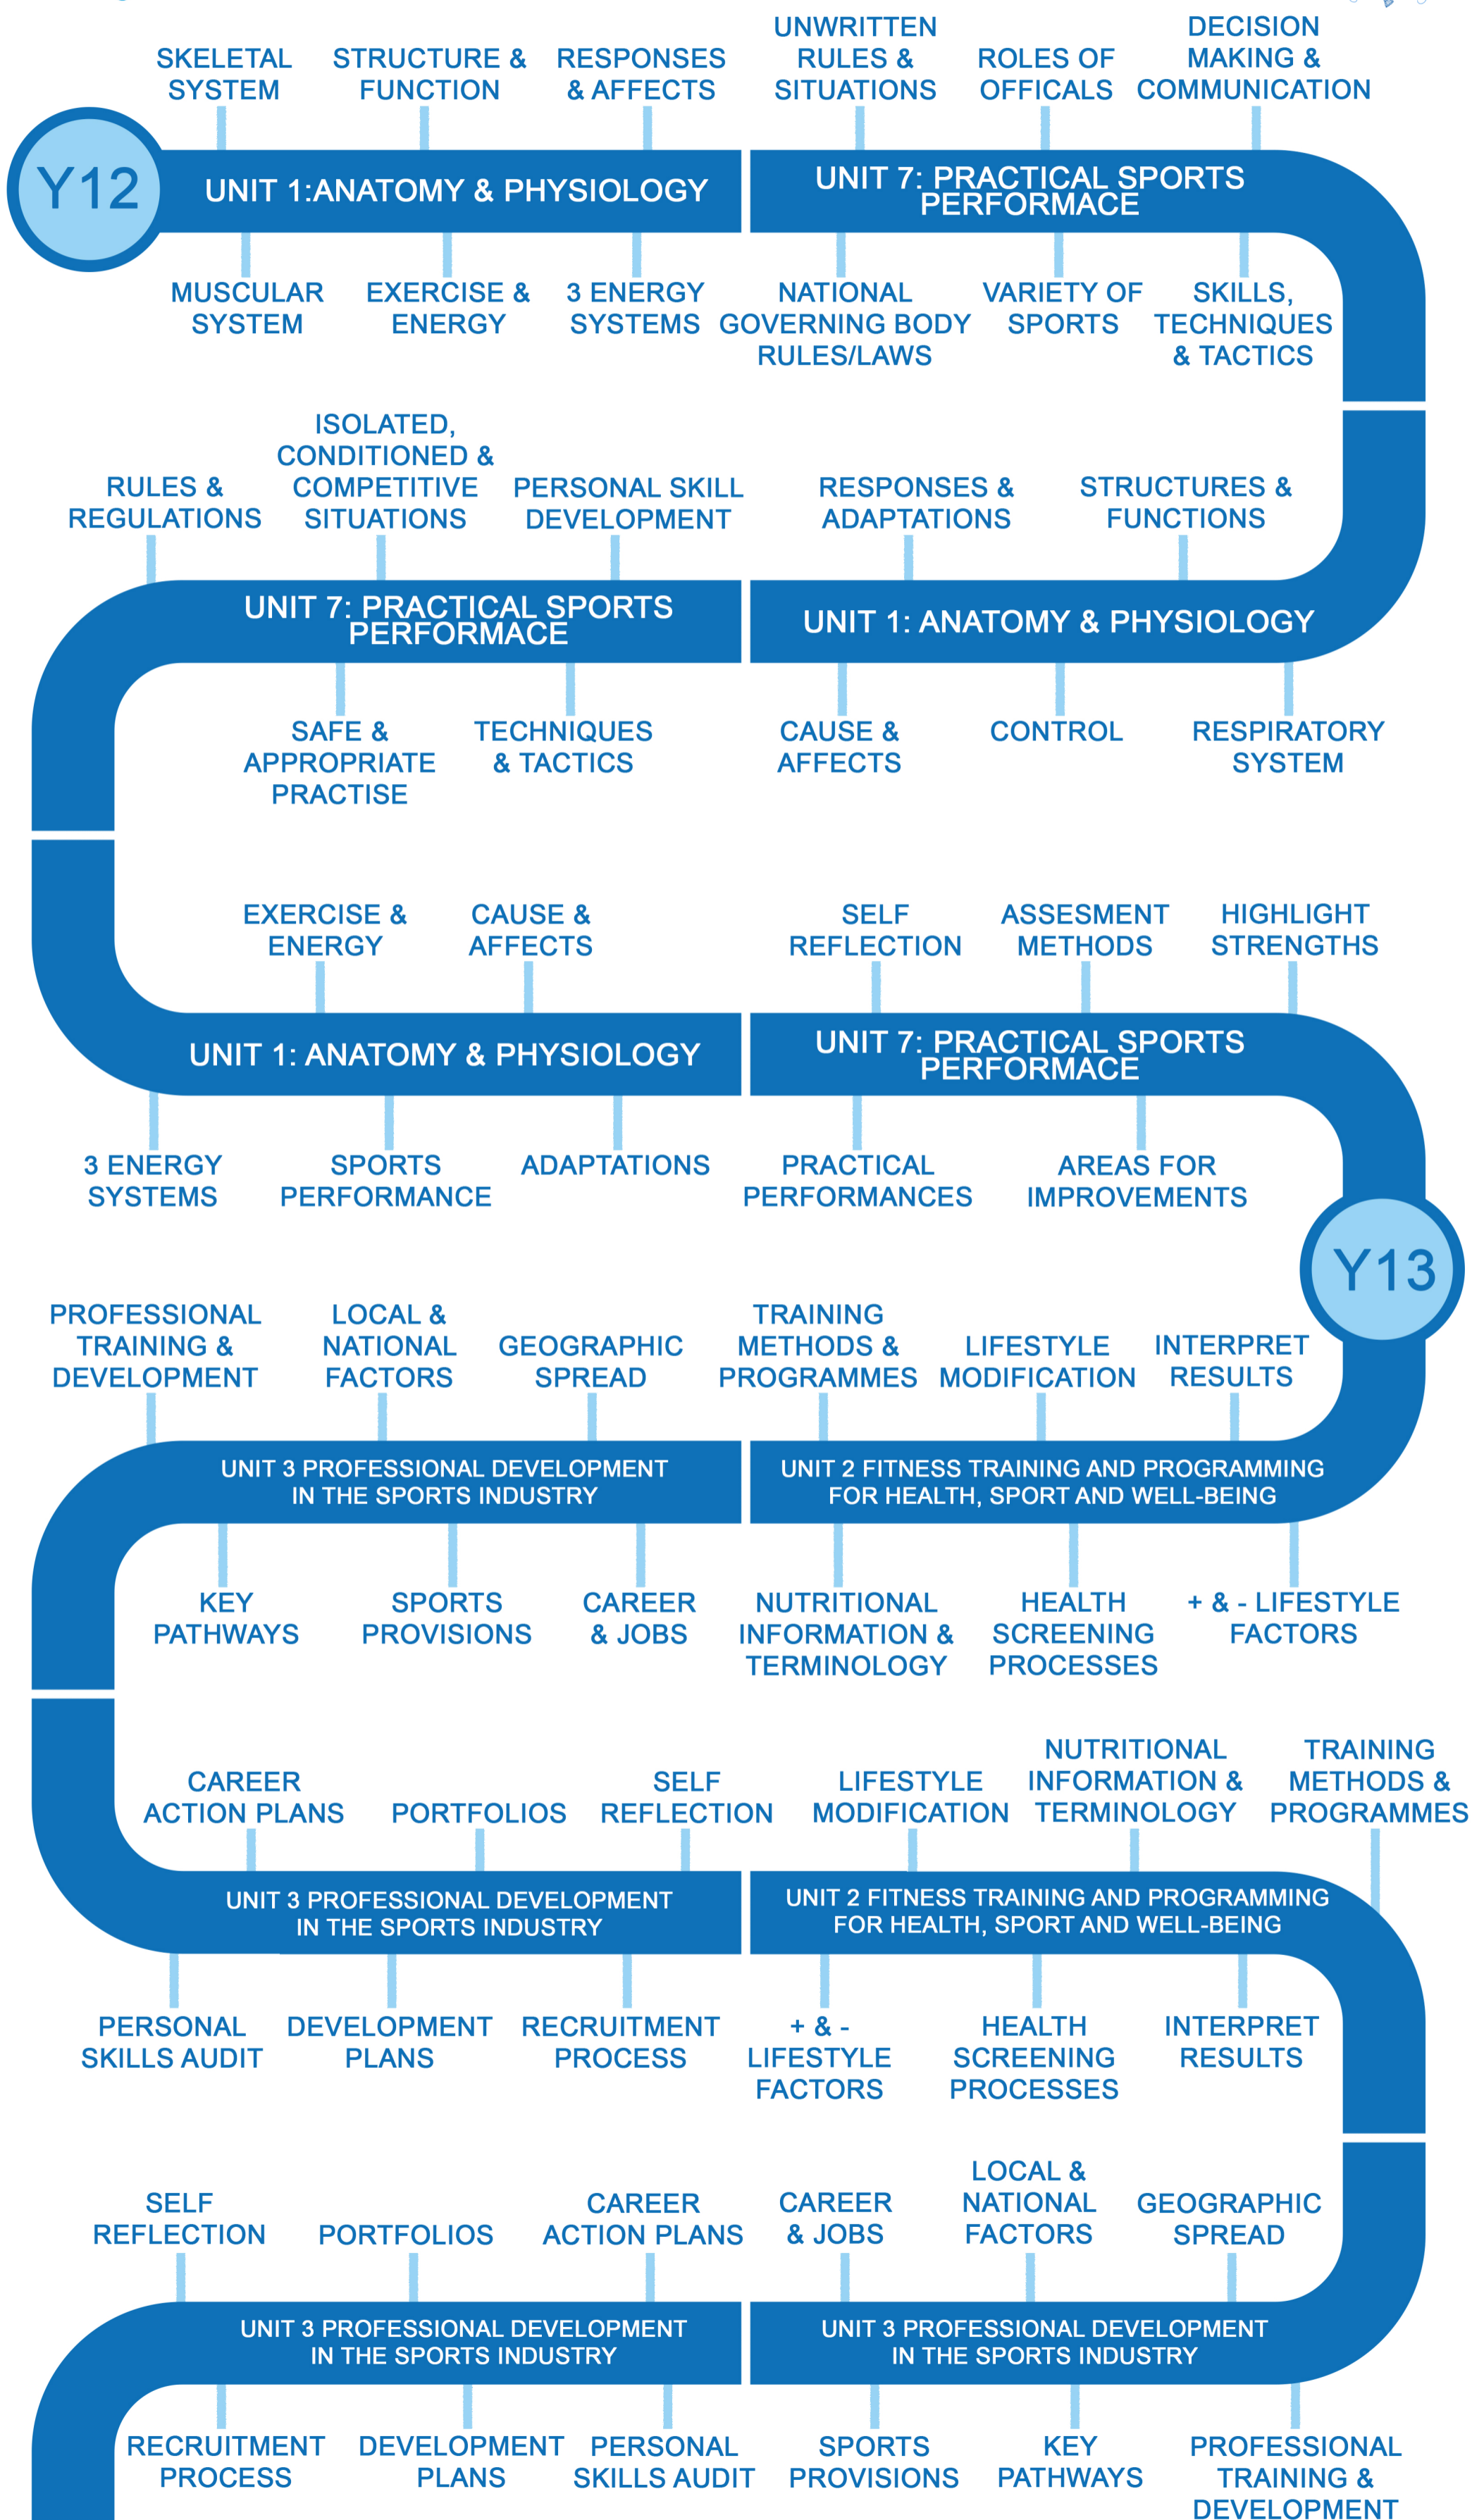 UNWRITTEN
RULES &
SITUATIONS
DECISION
MAKING &
COMMUNICATION
SKELETAL
SYSTEM
STRUCTURE &
FUNCTION
RESPONSES
& AFFECTS
ROLES OF
OFFICALS
Y12
UNIT 1:ANATOMY & PHYSIOLOGY
UNIT 7: PRACTICAL SPORTS
PERFORMACE
MUSCULAR
SYSTEM
EXERCISE &
ENERGY
3 ENERGY
SYSTEMS
NATIONAL
GOVERNING BODY
RULES/LAWS
VARIETY OF
SPORTS
SKILLS,
TECHNIQUES
& TACTICS
RULES &
REGULATIONS
ISOLATED,
CONDITIONED &
COMPETITIVE
SITUATIONS
PERSONAL SKILL
DEVELOPMENT
RESPONSES &
ADAPTATIONS
STRUCTURES &
FUNCTIONS
UNIT 7: PRACTICAL SPORTS
PERFORMACE
UNIT 1: ANATOMY & PHYSIOLOGY
SAFE &
APPROPRIATE
PRACTISE
TECHNIQUES
& TACTICS
CAUSE &
AFFECTS
CONTROL
RESPIRATORY
SYSTEM
EXERCISE &
ENERGY
CAUSE &
AFFECTS
SELF
REFLECTION
ASSESMENT
METHODS
HIGHLIGHT
STRENGTHS
UNIT 1: ANATOMY & PHYSIOLOGY
UNIT 7: PRACTICAL SPORTS
PERFORMACE
3 ENERGY
SYSTEMS
SPORTS
PERFORMANCE
ADAPTATIONS
PRACTICAL
PERFORMANCES
AREAS FOR
IMPROVEMENTS
Y13
PROFESSIONAL
TRAINING &
DEVELOPMENT
LOCAL &
NATIONAL
FACTORS
GEOGRAPHIC
SPREAD
TRAINING
METHODS &
PROGRAMMES
LIFESTYLE
MODIFICATION
INTERPRET
RESULTS
UNIT 3 PROFESSIONAL DEVELOPMENT
IN THE SPORTS INDUSTRY
UNIT 2 FITNESS TRAINING AND PROGRAMMING
FOR HEALTH, SPORT AND WELL-BEING
KEY
PATHWAYS
SPORTS
PROVISIONS
CAREER
& JOBS
NUTRITIONAL
INFORMATION &
TERMINOLOGY
HEALTH
SCREENING
PROCESSES
+ & - LIFESTYLE
FACTORS
CAREER
ACTION PLANS
PORTFOLIOS
SELF
REFLECTION
LIFESTYLE
MODIFICATION
NUTRITIONAL
INFORMATION &
TERMINOLOGY
TRAINING
METHODS &
PROGRAMMES
UNIT 3 PROFESSIONAL DEVELOPMENT
IN THE SPORTS INDUSTRY
UNIT 2 FITNESS TRAINING AND PROGRAMMING
FOR HEALTH, SPORT AND WELL-BEING
PERSONAL
SKILLS AUDIT
DEVELOPMENT
PLANS
RECRUITMENT
PROCESS
+ & -
LIFESTYLE
FACTORS
HEALTH
SCREENING
PROCESSES
INTERPRET
RESULTS
SELF
REFLECTION
PORTFOLIOS
CAREER
ACTION PLANS
CAREER
& JOBS
LOCAL &
NATIONAL
FACTORS
GEOGRAPHIC
SPREAD
UNIT 3 PROFESSIONAL DEVELOPMENT
IN THE SPORTS INDUSTRY
UNIT 3 PROFESSIONAL DEVELOPMENT
IN THE SPORTS INDUSTRY
RECRUITMENT
PROCESS
DEVELOPMENT
PLANS
PERSONAL
SKILLS AUDIT
SPORTS
PROVISIONS
KEY
PATHWAYS
PROFESSIONAL
TRAINING &
DEVELOPMENT